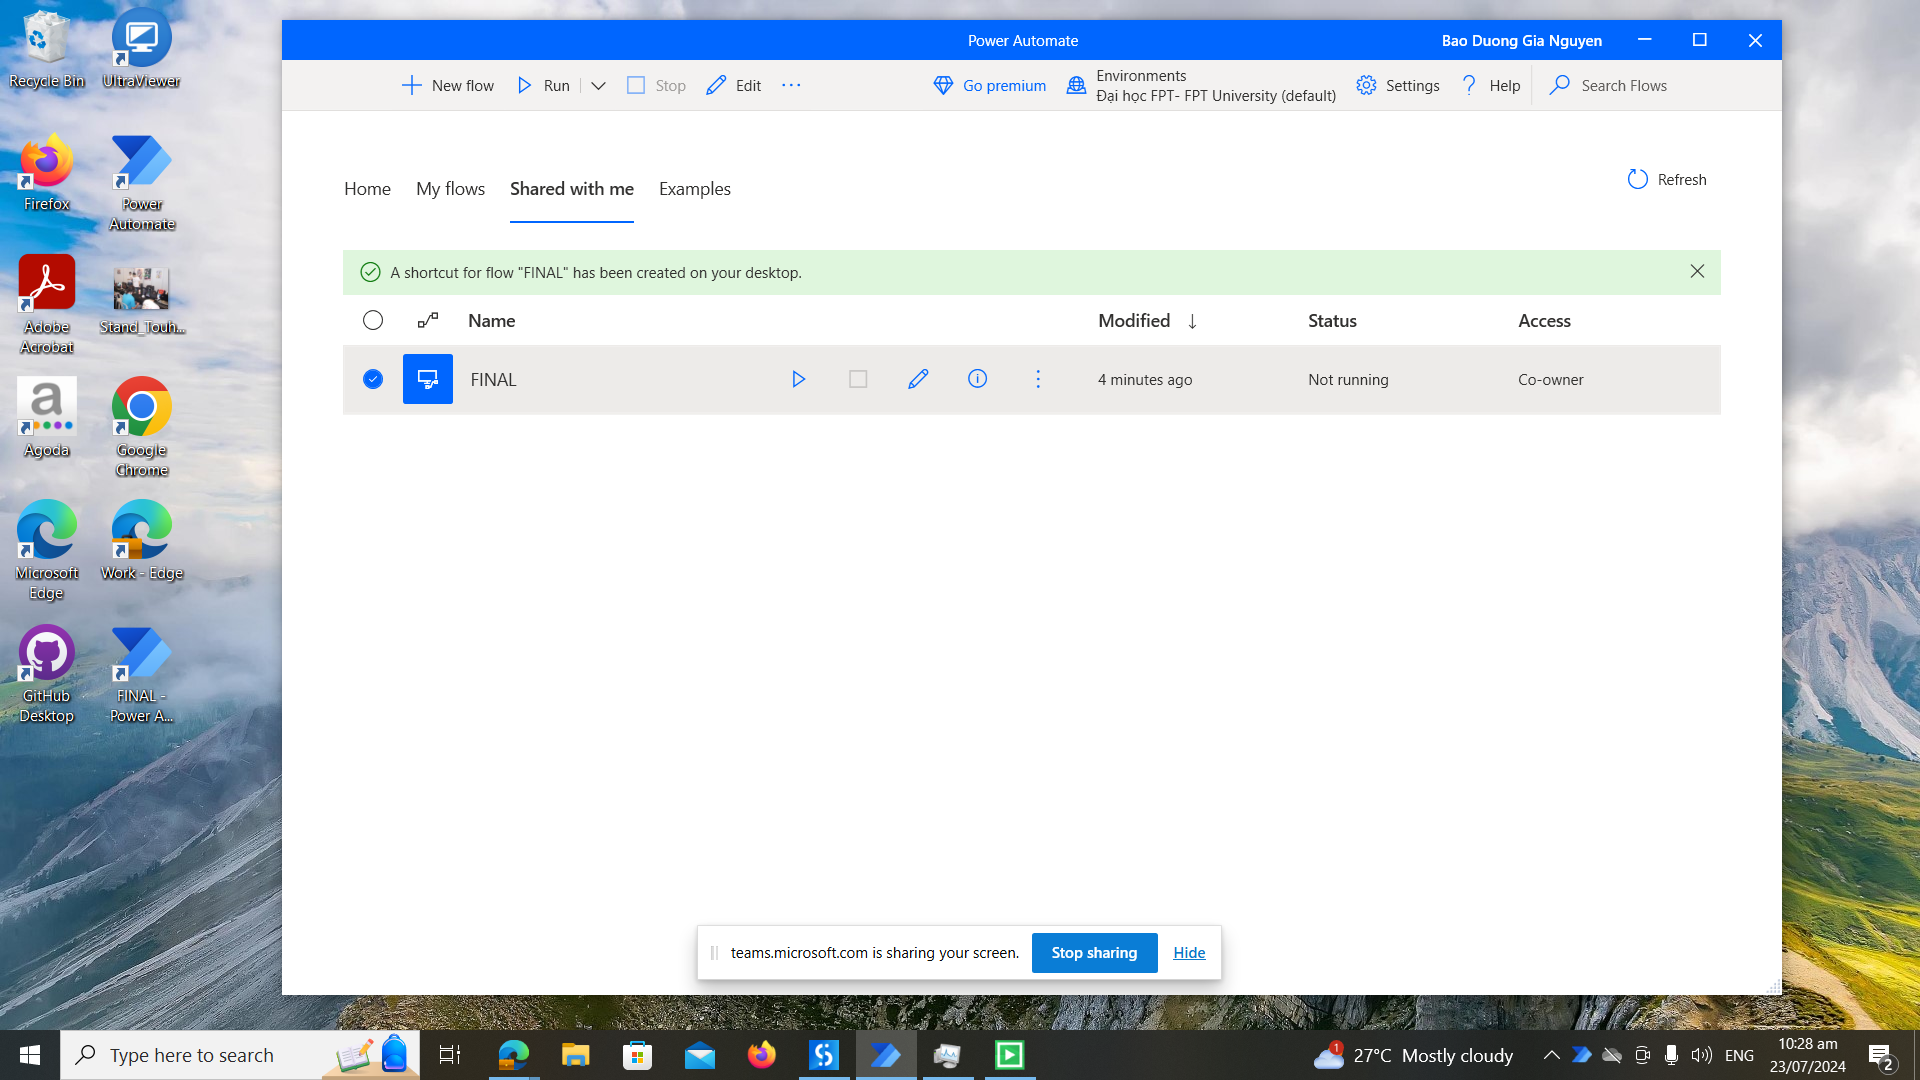 Recycle Bin
UltraViewer
Firefox
Power
Automate
Adobe
Acrobat
Stand_Touh...
Agoda
Google
Chrome
Microsoft
Edge
Work - Edge
GitHub
Desktop
FINAL -
Power A...
Power Automate
Bao Duong Gia Nguyen
New flow
Run
Stop
Edit
Go premium
Environments
Đại học FPT- FPT University (default)
Settings
Help
Search Flows
Home
My flows
Shared with me
Examples
Refresh
A shortcut for flow "FINAL" has been created on your desktop.
Name
Modified
Status
Access
FINAL
4 minutes ago
Not running
Co-owner
teams.microsoft.com is sharing your screen.
Stop sharing
Hide
Type here to search
1
27°C Mostly cloudy
ENG
10:28 am
23/07/2024
2